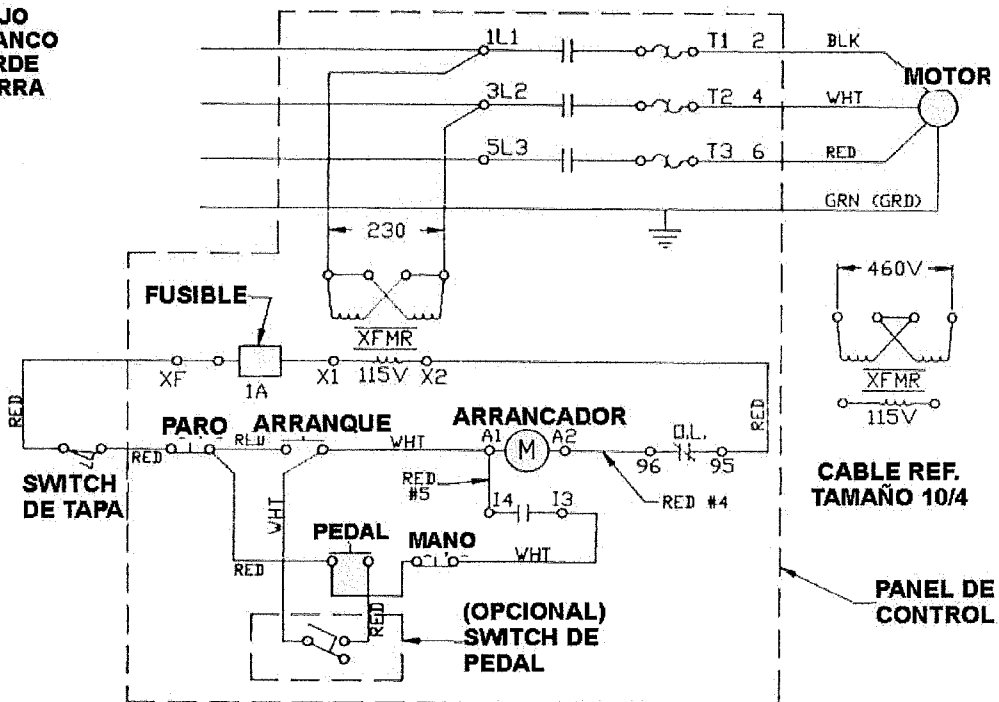 JO
ANCO
RDE
RRA
1L1
T1 2
BLK
MOTOR
3L2
T2 4
WHT
5L3
T3 6
RED
GRN (GRD)
230
460V
FUSIBLE
XFMR
XF
1A
X1
115V
X2
XFMR
115V
RED
RED
PARO
RED
ARRANQUE
WHT
ARRANCADOR
A1
M
A2
O.L.
96
95
RED
SWITCH
DE TAPA
RED
#5
RED #4
CABLE REF.
TAMAÑO 10/4
WHT
I4
I3
PEDAL
MANO
WHT
RED
RED
(OPCIONAL)
SWITCH DE
PEDAL
PANEL DE
CONTROL